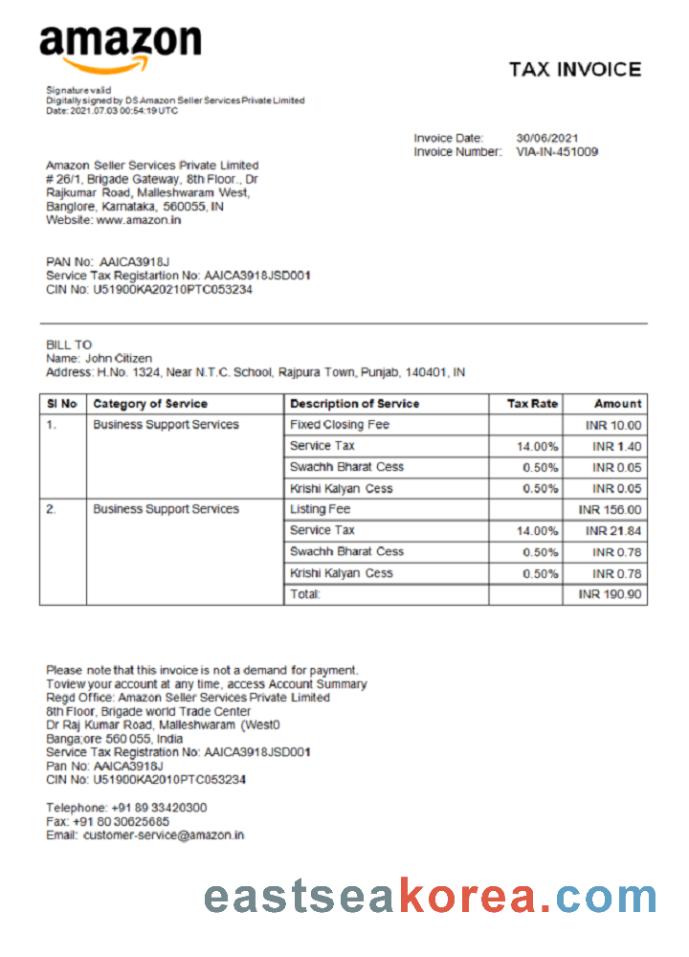 amazon
TAX INVOICE
Signature valid
Digitally signed by DS Amazon Seller Services Private Limited
Date: 2021.07.03 00:54:19 UTC
Invoice Date: 30/06/2021
Invoice Number: VIA-IN-451009
Amazon Seller Services Private Limited
# 26/1, Brigade Gateway, 8th Floor., Dr
Rajkumar Road, Malleshwaram West,
Banglore, Karnataka, 560055, IN
Website: www.amazon.in
PAN No: AAICA3918J
Service Tax Registartion No: AAICA3918JSD001
CIN No: U51900KA20210PTC053234
BILL TO
Name: John Citizen
Address: H.No. 1324, Near N.T.C. School, Rajpura Town, Punjab, 140401, IN
SI No Category of Service Description of Service Tax Rate Amount
1. Business Support Services Fixed Closing Fee INR 10.00
Service Tax 14.00% INR 1.40
Swachh Bharat Cess 0.50% INR 0.05
Krishi Kalyan Cess 0.50% INR 0.05
2. Business Support Services Listing Fee INR 156.00
Service Tax 14.00% INR 21.84
Swachh Bharat Cess 0.50% INR 0.78
Krishi Kalyan Cess 0.50% INR 0.78
Total: INR 190.90
Please note that this invoice is not a demand for payment.
Toview your account at any time, access Account Summary
Regd Office: Amazon Seller Services Private Limited
8th Floor, Brigade world Trade Center
Dr Raj Kumar Road, Malleshwaram (West0
Banga;ore 560 055, India
Service Tax Registration No: AAICA3918JSD001
Pan No: AAICA3918J
CIN No: U51900KA2010PTC053234
Telephone: +91 89 33420300
Fax: +91 80 30625685
Email: customer-service@amazon.in
eastseakorea.com